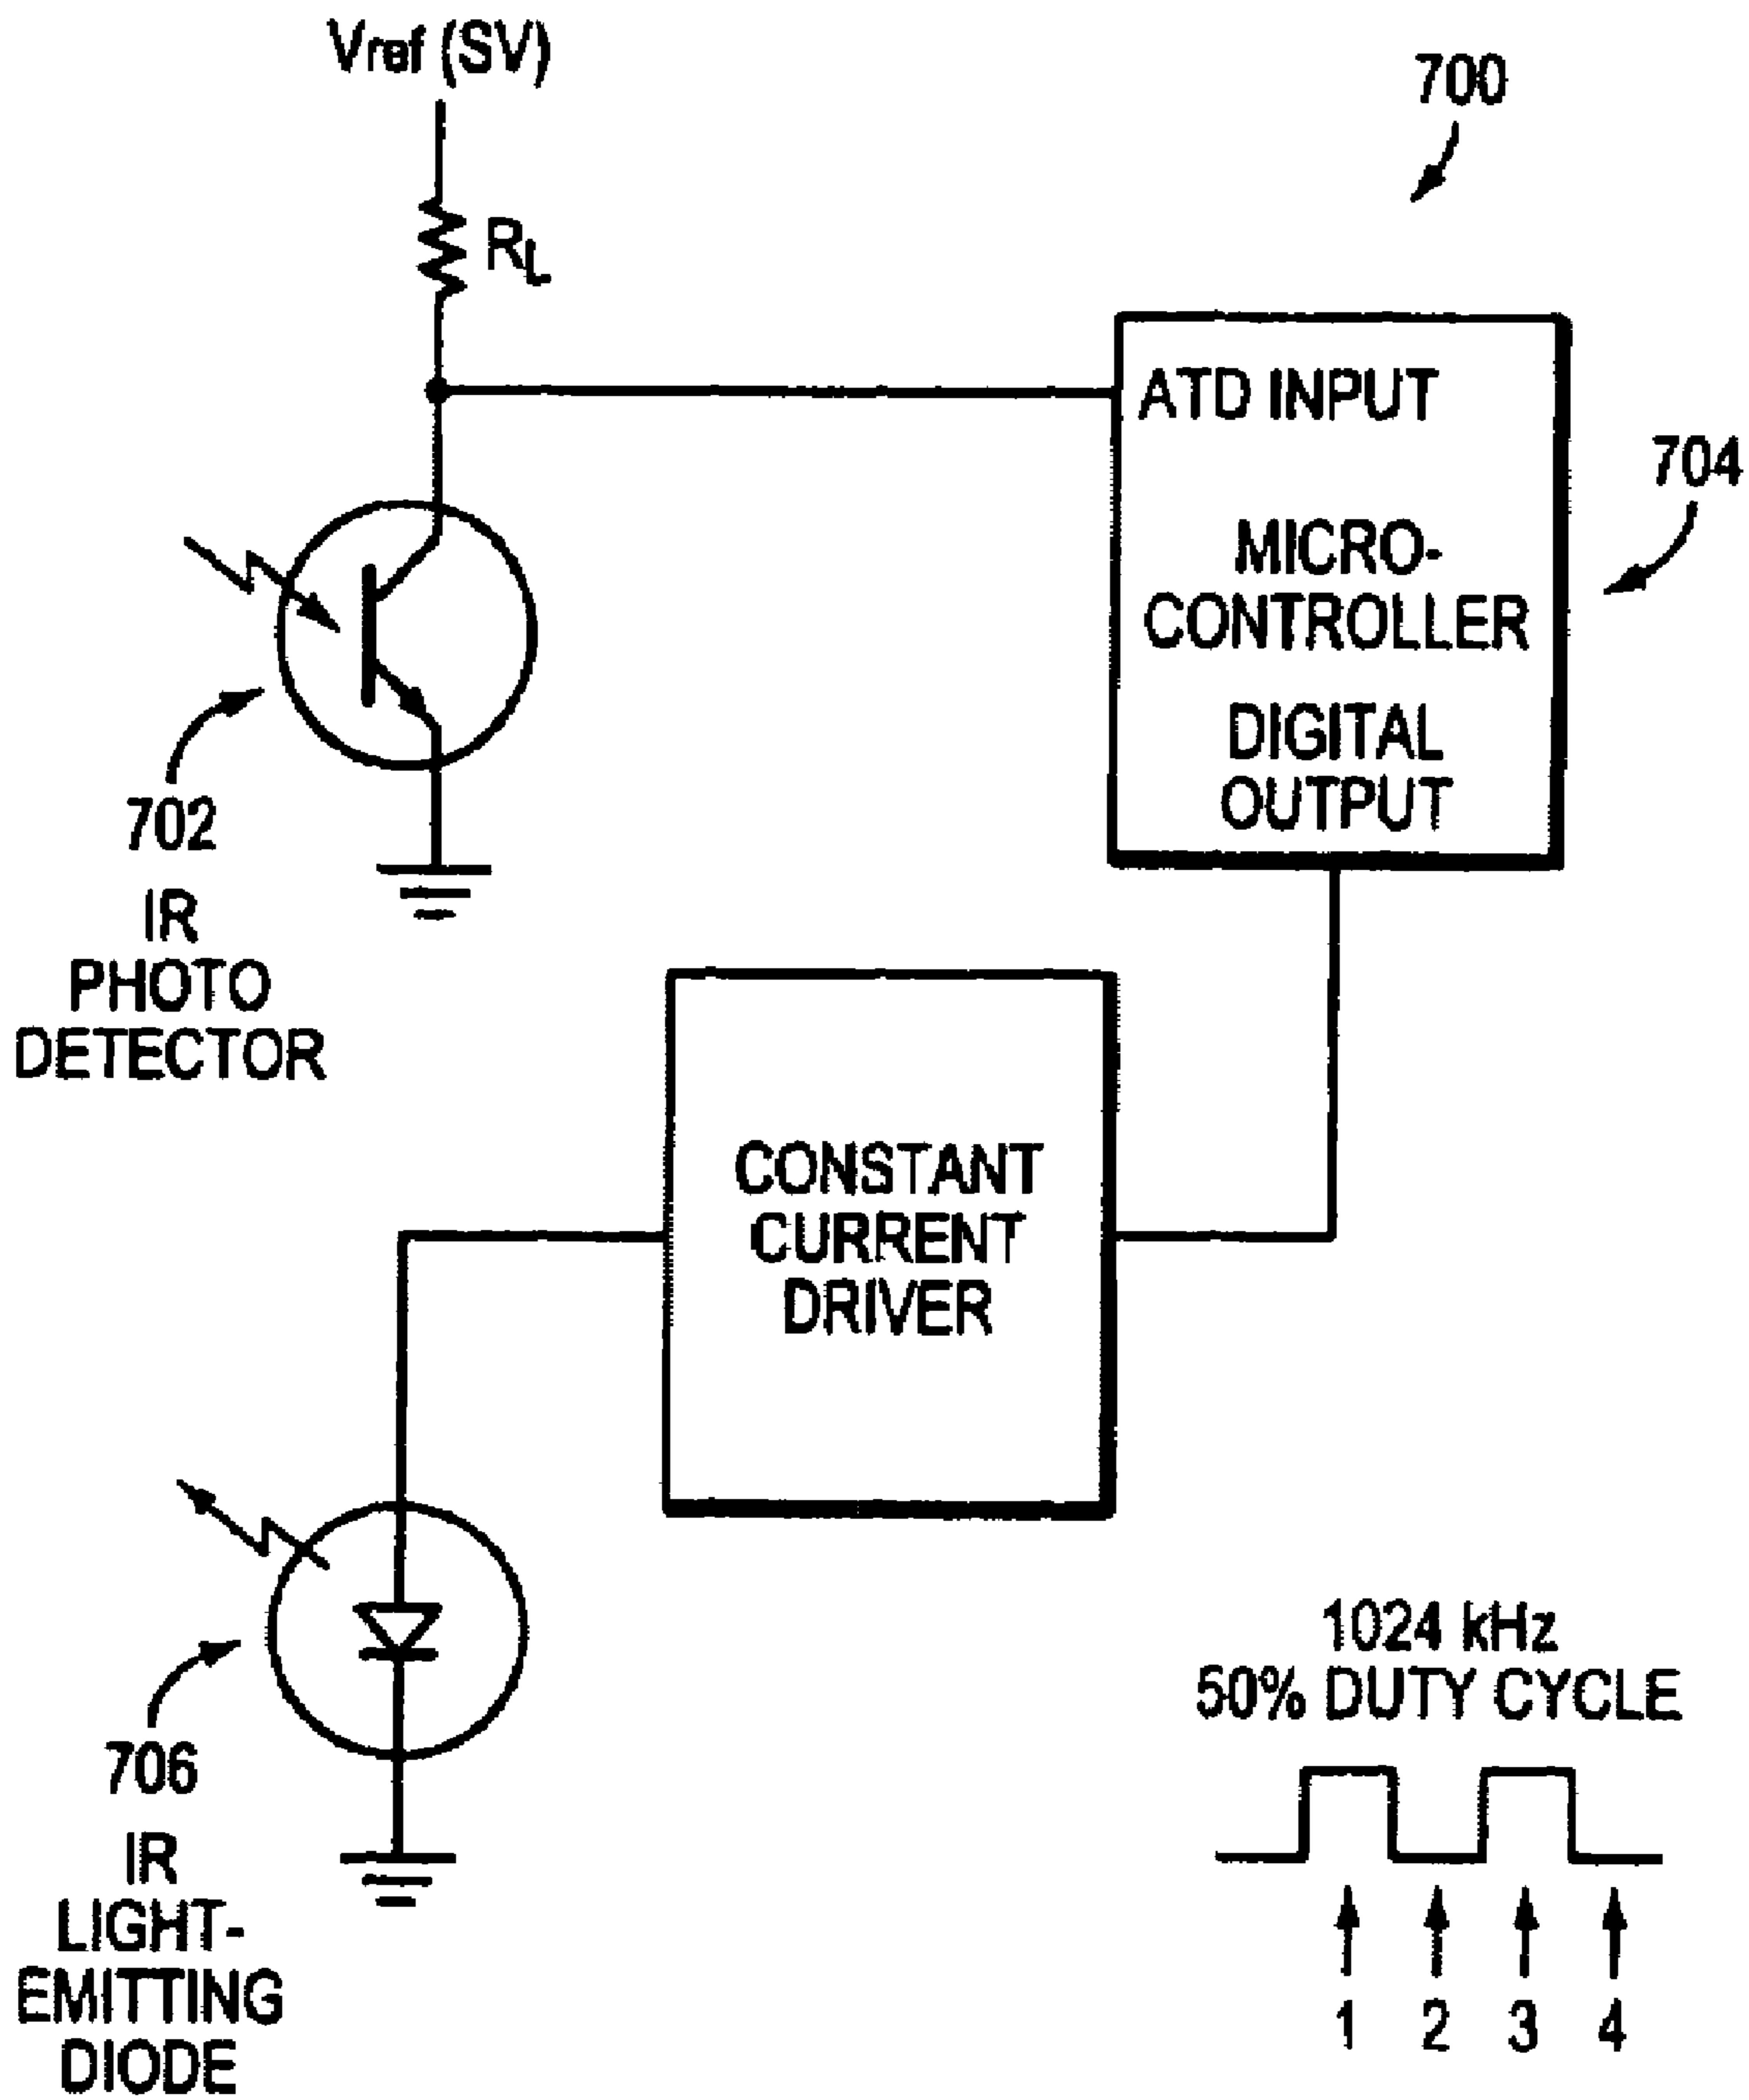 Vref (SV)
700
RL
ATD INPUT
704
MICRO-
CONTROLLER
DIGITAL
OUTPUT
702
IR
PHOTO
DETECTOR
CONSTANT
CURRENT
DRIVER
1024 kHz
50% DUTY CYCLE
706
IR
LIGHT-
EMITTING
DIODE
1 2 3 4